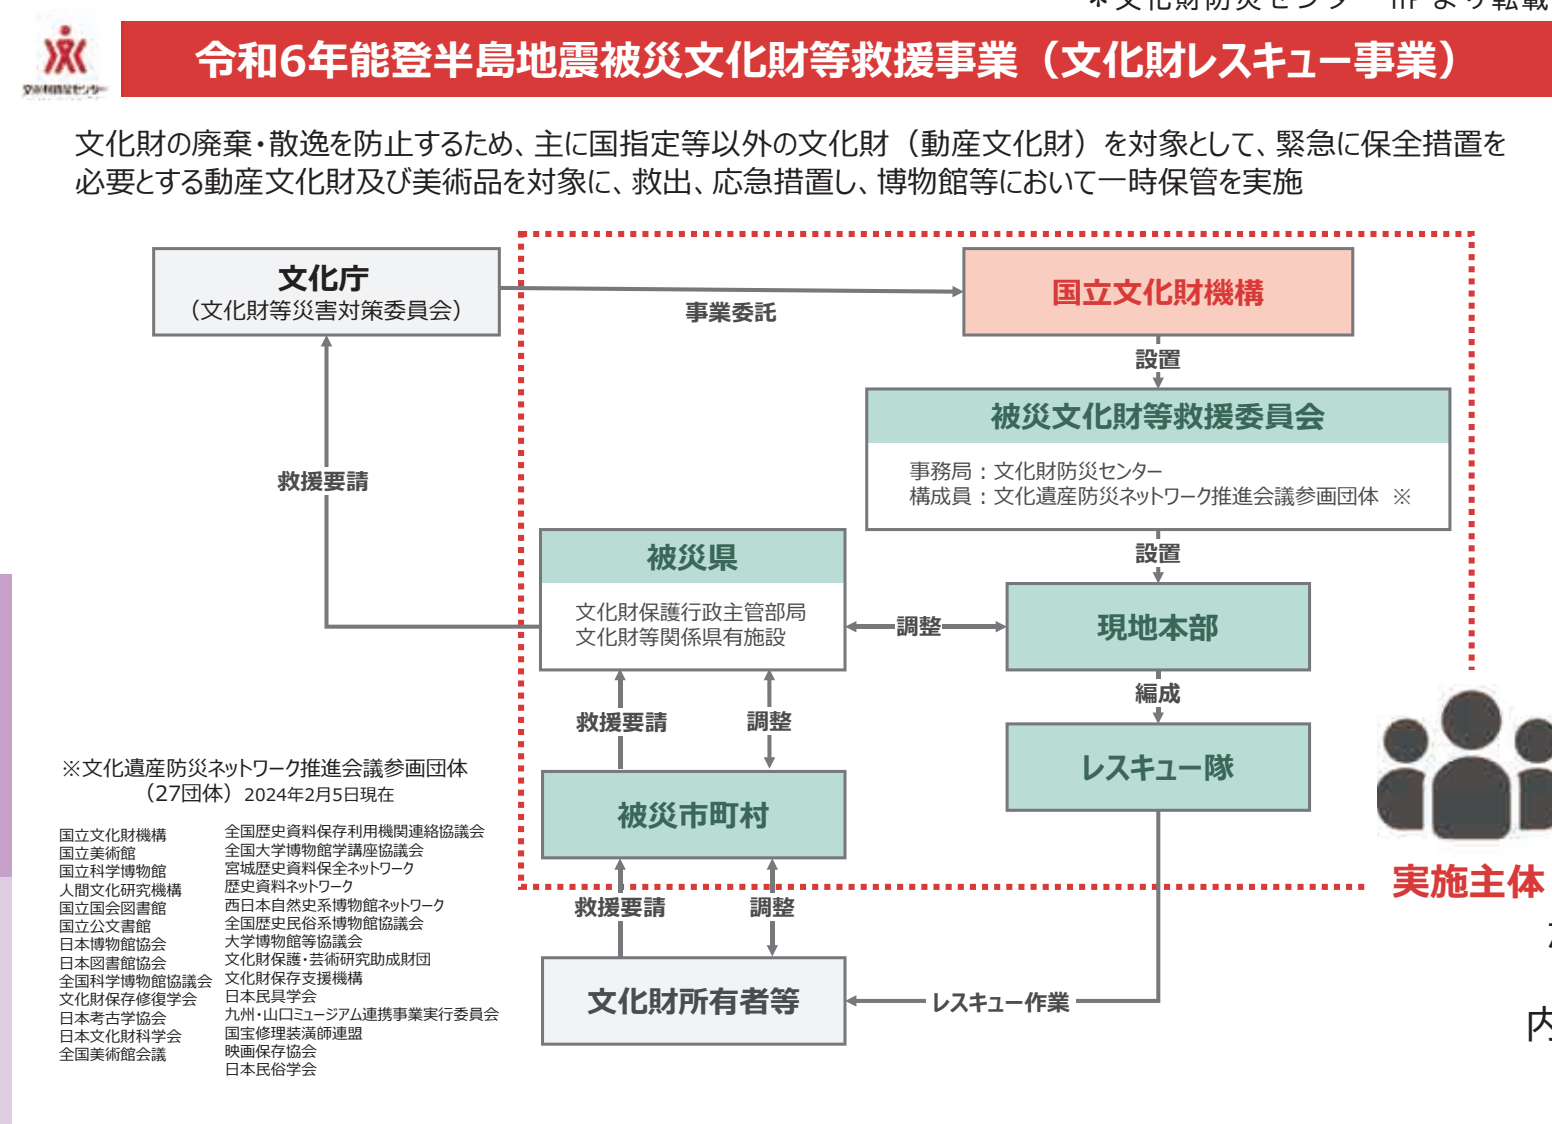 *文化財防災センター HPより転載
文化財防災センター
令和6年能登半島地震被災文化財等救援事業（文化財レスキュー事業）
文化財の廃棄・散逸を防止するため、主に国指定等以外の文化財（動産文化財）を対象として、緊急に保全措置を
必要とする動産文化財及び美術品を対象に、救出、応急措置し、博物館等において一時保管を実施
文化庁
（文化財等災害対策委員会）
事業委託
国立文化財機構
設置
被災文化財等救援委員会
事務局：文化財防災センター
構成員：文化遺産防災ネットワーク推進会議参画団体 ※
救援要請
設置
被災県
文化財保護行政主管部局
文化財等関係県有施設
調整
現地本部
編成
救援要請
調整
レスキュー隊
被災市町村
実施主体
救援要請
調整
文化財所有者等
レスキュー作業
内
※文化遺産防災ネットワーク推進会議参画団体
（27団体）2024年2月5日現在
国立文化財機構
国立美術館
国立科学博物館
人間文化研究機構
国立国会図書館
国立公文書館
日本博物館協会
日本図書館協会
全国科学博物館協議会
文化財保存修復学会
日本考古学協会
日本文化財科学会
全国美術館会議
全国歴史資料保存利用機関連絡協議会
全国大学博物館学講座協議会
宮城歴史資料保全ネットワーク
歴史資料ネットワーク
西日本自然史系博物館ネットワーク
全国歴史民俗系博物館協議会
大学博物館等協議会
文化財保護・芸術研究助成財団
文化財保存支援機構
日本民具学会
九州・山口ミュージアム連携事業実行委員会
国宝修理装潢師連盟
映画保存協会
日本民俗学会